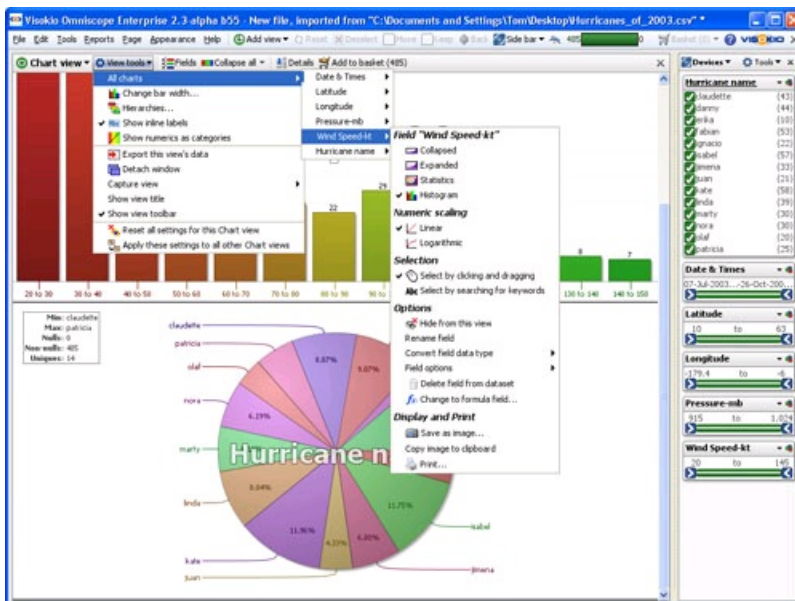 Visokio Omniscope Enterprise 2.3-alpha b55 - New file, imported from "C:\Documents and Settings\Tom\Desktop\Hurricanes_of_2003.csv" *
File Edit Tools Reports Page Appearance Help Add view Reset Deselect Move Keep Back Side bar 485 0 Basket (0) VISOKIO
Chart view View tools Fields Collapse all Details Add to basket (485)
Devices Tools
All charts
Change bar width...
Hierarchies...
Show inline labels
Show numerics as categories
Export this view's data
Detach window
Capture view
Show view title
Show view toolbar
Reset all settings for this Chart view
Apply these settings to all other Chart views
Date & Times
Latitude
Longitude
Pressure-mb
Wind Speed-kt
Hurricane name
Field "Wind Speed-kt"
Collapsed
Expanded
Statistics
Histogram
Numeric scaling
Linear
Logarithmic
Selection
Select by clicking and dragging
Select by searching for keywords
Options
Hide from this view
Rename field
Convert field data type
Field options
Delete field from dataset
Change to formula field...
Display and Print
Save as image...
Copy image to clipboard
Print...
22
29
8
7
20 to 30 30 to 40 40 to 50 50 to 60 60 to 70 70 to 80 80 to 90 130 to 140 140 to 150
Min: claudette
Max: patricia
Nulls: 0
Non-nulls: 485
Uniques: 14
claudette
patricia
olaf
nora
marty
linda
kate
juan
jimena
isabel
8.87%
9.07%
6.19%
8.04%
11.96%
4.33%
6.80%
11.75%
Hurricane n
Hurricane name
claudette (43)
danny (44)
erika (10)
fabian (53)
ignacio (22)
isabel (57)
jimena (33)
juan (21)
kate (58)
linda (39)
marty (30)
nora (30)
olaf (20)
patricia (25)
Date & Times
07-Jul-2003...-26-Oct-200...
Latitude
10 to 63
Longitude
-179.4 to -6
Pressure-mb
915 to 1,024
Wind Speed-kt
20 to 145